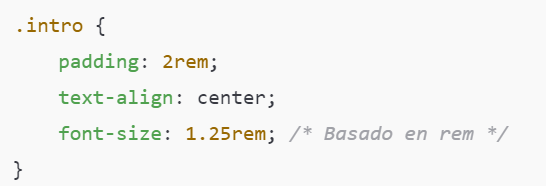 .intro {
    padding: 2rem;
    text-align: center;
    font-size: 1.25rem; /* Basado en rem */
}